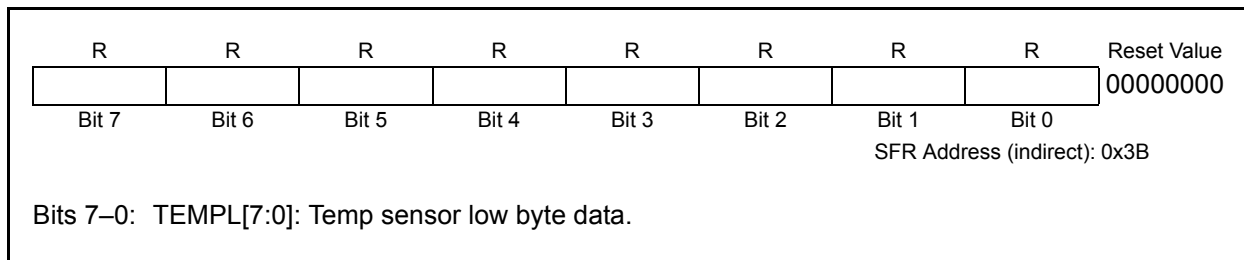 R R R R R R R R Reset Value
00000000
Bit 7 Bit 6 Bit 5 Bit 4 Bit 3 Bit 2 Bit 1 Bit 0
SFR Address (indirect): 0x3B
Bits 7–0: TEMPL[7:0]: Temp sensor low byte data.